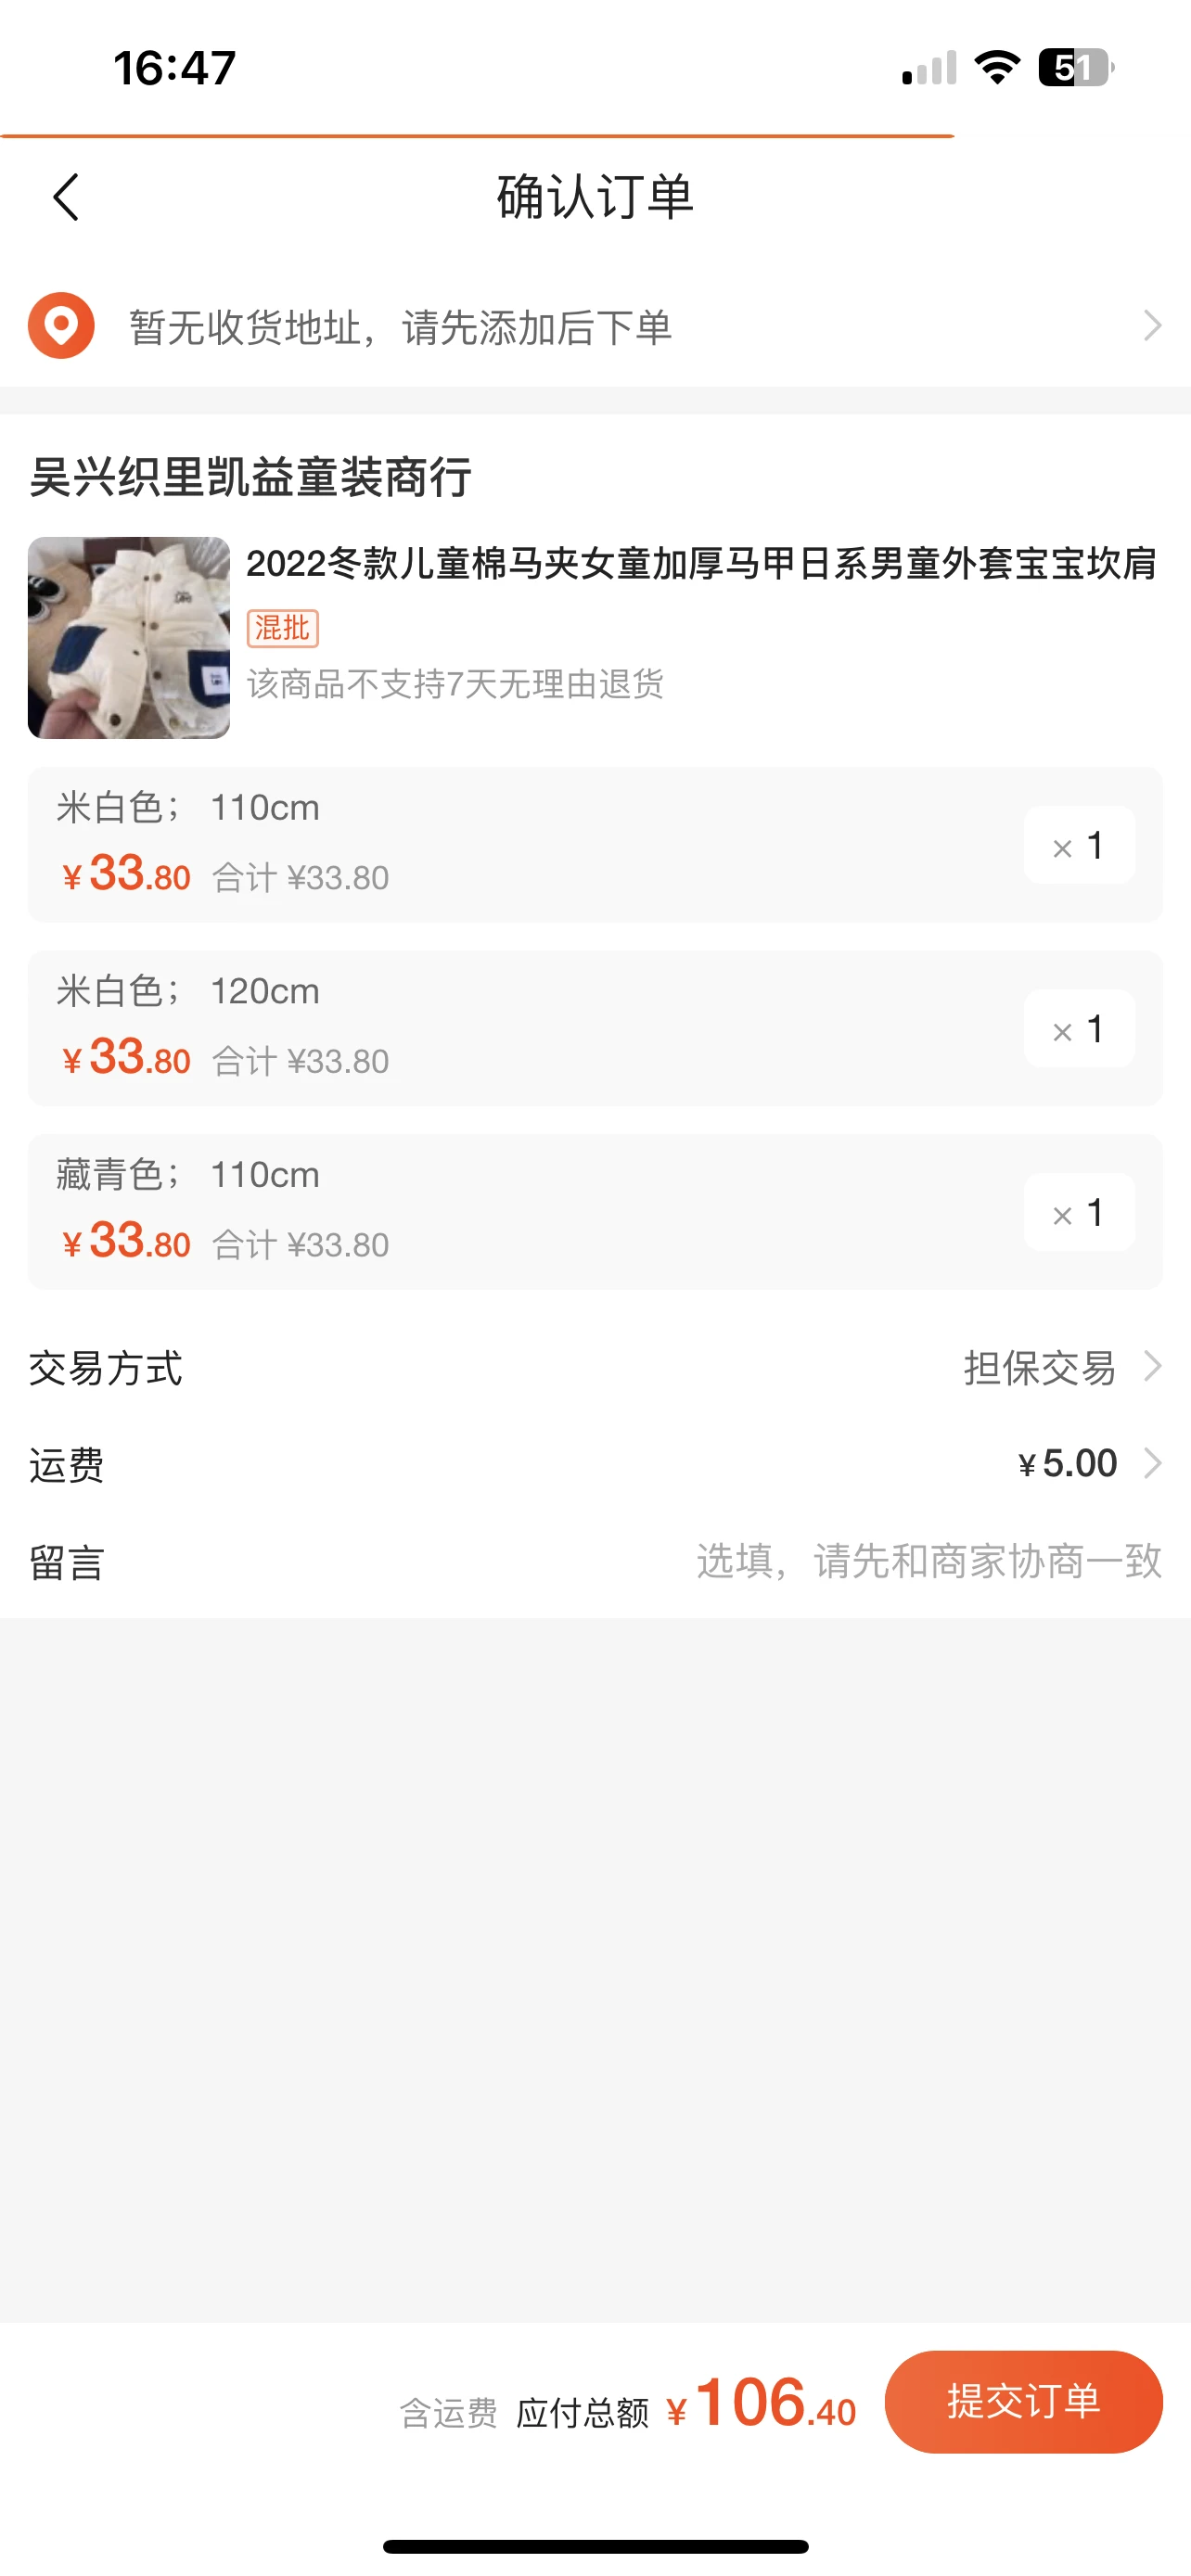 16:47
51
确认订单
暂无收货地址，请先添加后下单
吴兴织里凯益童装商行
2022冬款儿童棉马夹女童加厚马甲日系男童外套宝宝坎肩
混批
该商品不支持7天无理由退货
米白色； 110cm
¥33.80 合计 ¥33.80
× 1
米白色； 120cm
¥33.80 合计 ¥33.80
× 1
藏青色； 110cm
¥33.80 合计 ¥33.80
× 1
交易方式 担保交易
运费 ¥5.00
留言 选填，请先和商家协商一致
含运费 应付总额 ¥106.40 提交订单